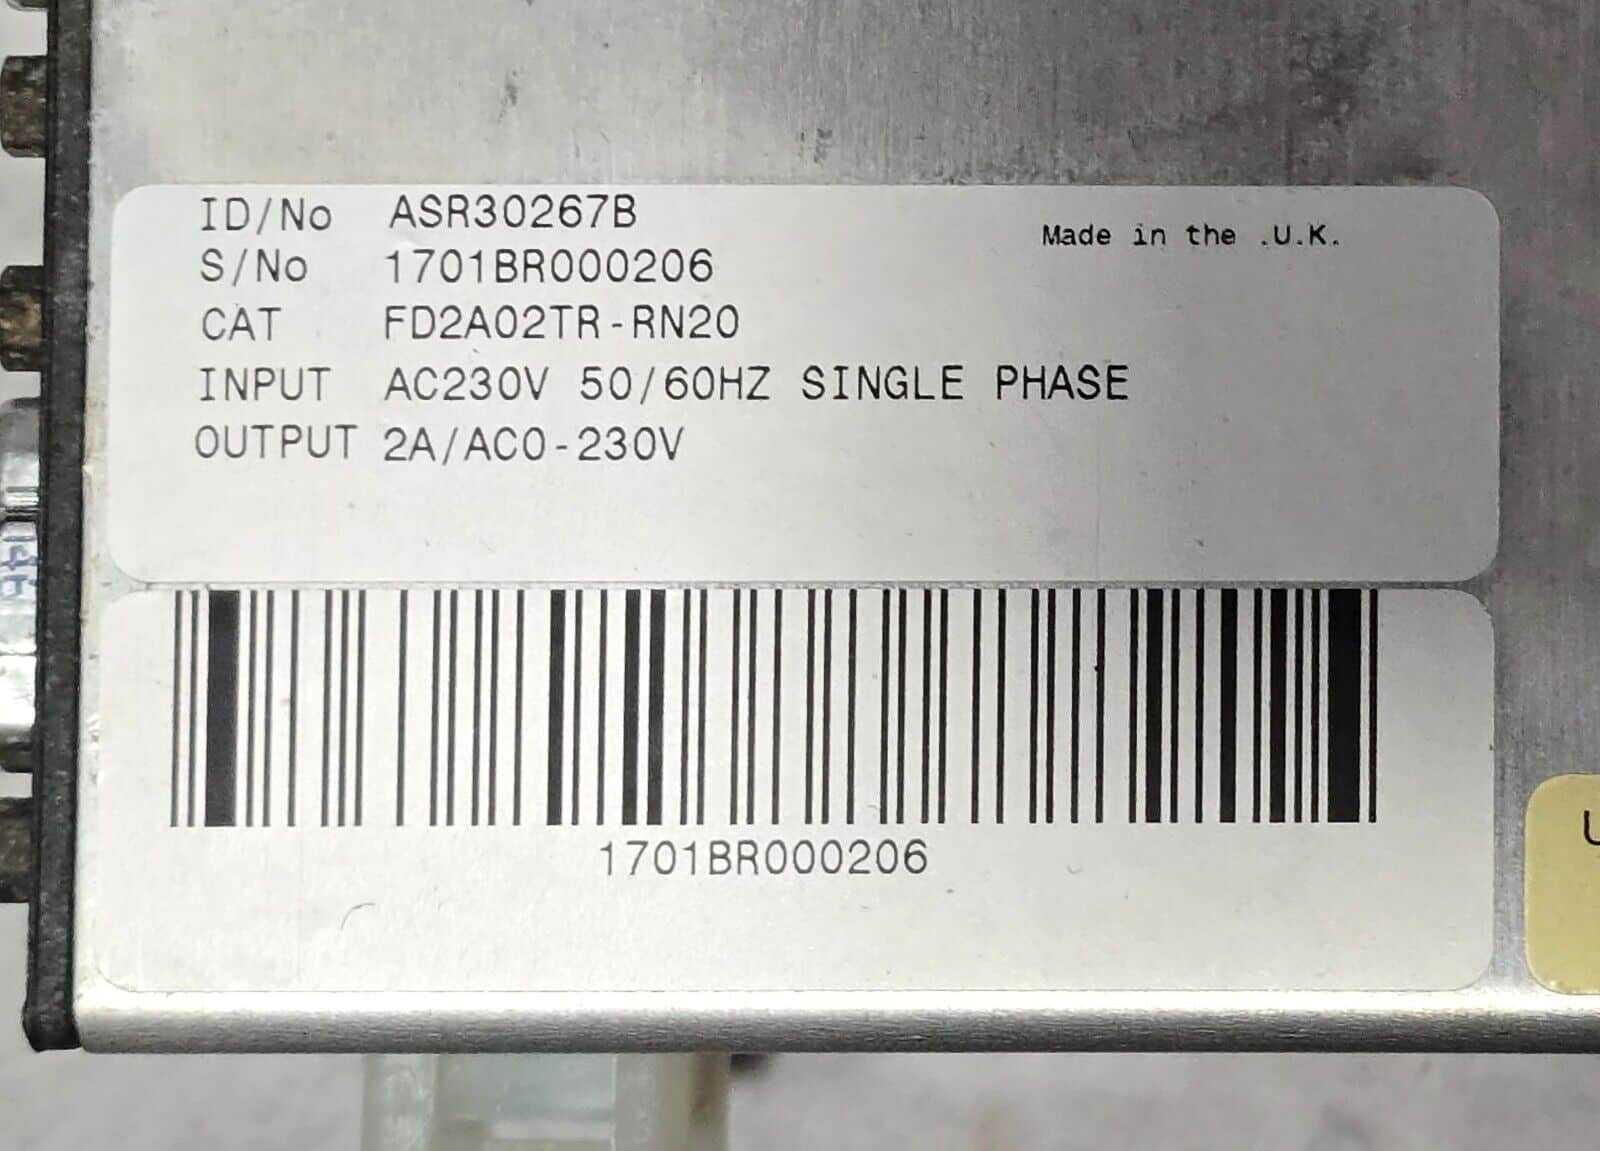 ID/No ASR30267B
Made in the .U.K.
S/No 1701BR000206
CAT FD2A02TR-RN20
INPUT AC230V 50/60HZ SINGLE PHASE
OUTPUT 2A/AC0-230V
1701BR000206